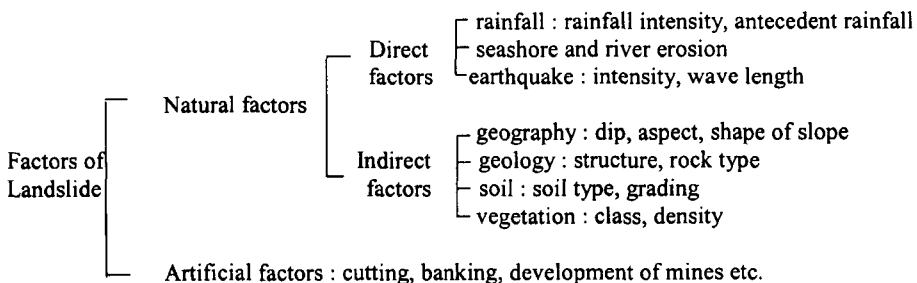 rainfall : rainfall intensity, antecedent rainfall
Direct factors
seashore and river erosion
earthquake : intensity, wave length
Natural factors
geography : dip, aspect, shape of slope
Factors of Landslide
Indirect factors
geology : structure, rock type
soil : soil type, grading
vegetation : class, density
Artificial factors : cutting, banking, development of mines etc.